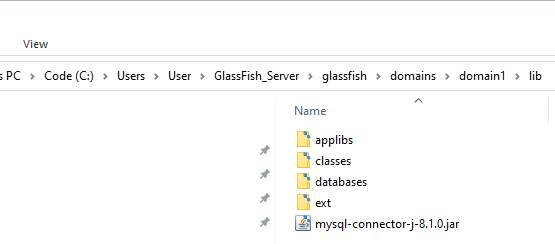 View
s PC > Code (C:) > Users > User > GlassFish_Server > glassfish > domains > domain1 > lib
Name
applibs
classes
databases
ext
mysql-connector-j-8.1.0.jar